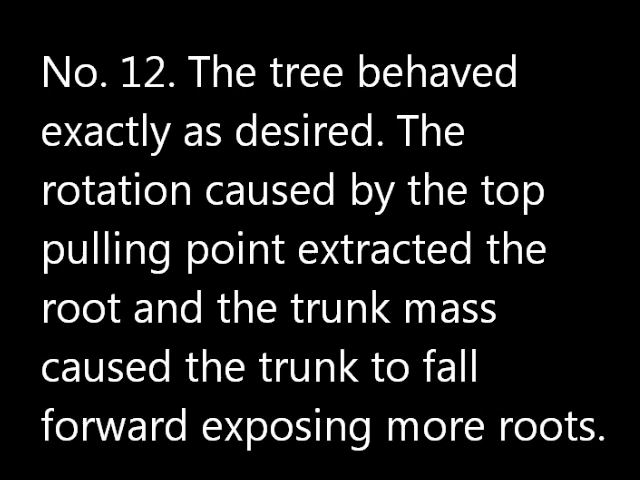 No. 12. The tree behaved
exactly as desired. The
rotation caused by the top
pulling point extracted the
root and the trunk mass
caused the trunk to fall
forward exposing more roots.